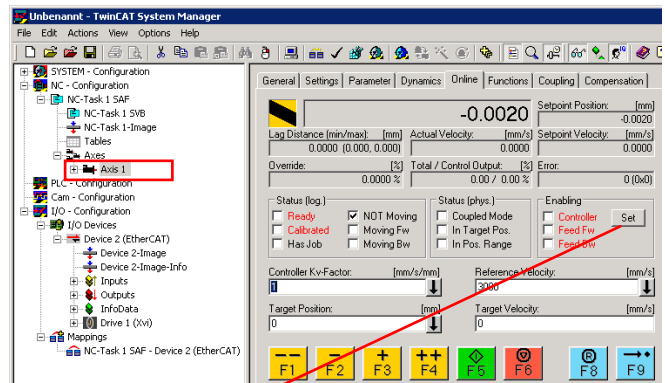 Unbenannt - TwinCAT System Manager
File Edit Actions View Options Help
SYSTEM - Configuration
NC - Configuration
NC-Task 1 SAF
NC-Task 1 SVB
NC-Task 1-Image
Tables
Axes
Axis 1
PLC - Configuration
Cam - Configuration
I/O - Configuration
I/O Devices
Device 2 (EtherCAT)
Device 2-Image
Device 2-Image-Info
Inputs
Outputs
InfoData
Drive 1 (Xvi)
Mappings
NC-Task 1 SAF - Device 2 (EtherCAT)
General Settings Parameter Dynamics Online Functions Coupling Compensation
-0.0020
Setpoint Position: [mm]
-0.0020
Lag Distance (min/max): [mm] Actual Velocity: [mm/s] Setpoint Velocity: [mm/s]
0.0000 (0.000, 0.000) 0.0000 0.0000
Override: [%] Total / Control Output: [%] Error:
0.0000 % 0.00 / 0.00 % 0 (0x0)
Status (log.) Status (phys.) Enabling
Ready NOT Moving Coupled Mode Controller Set
Calibrated Moving Fw In Target Pos. Feed Fw
Has Job Moving Bw In Pos. Range Feed Bw
Controller Kv-Factor: [mm/s/mm] Reference Velocity: [mm/s]
1 3000
Target Position: [mm] Target Velocity: [mm/s]
0 0
F1 F2 F3 F4 F5 F6 F8 F9